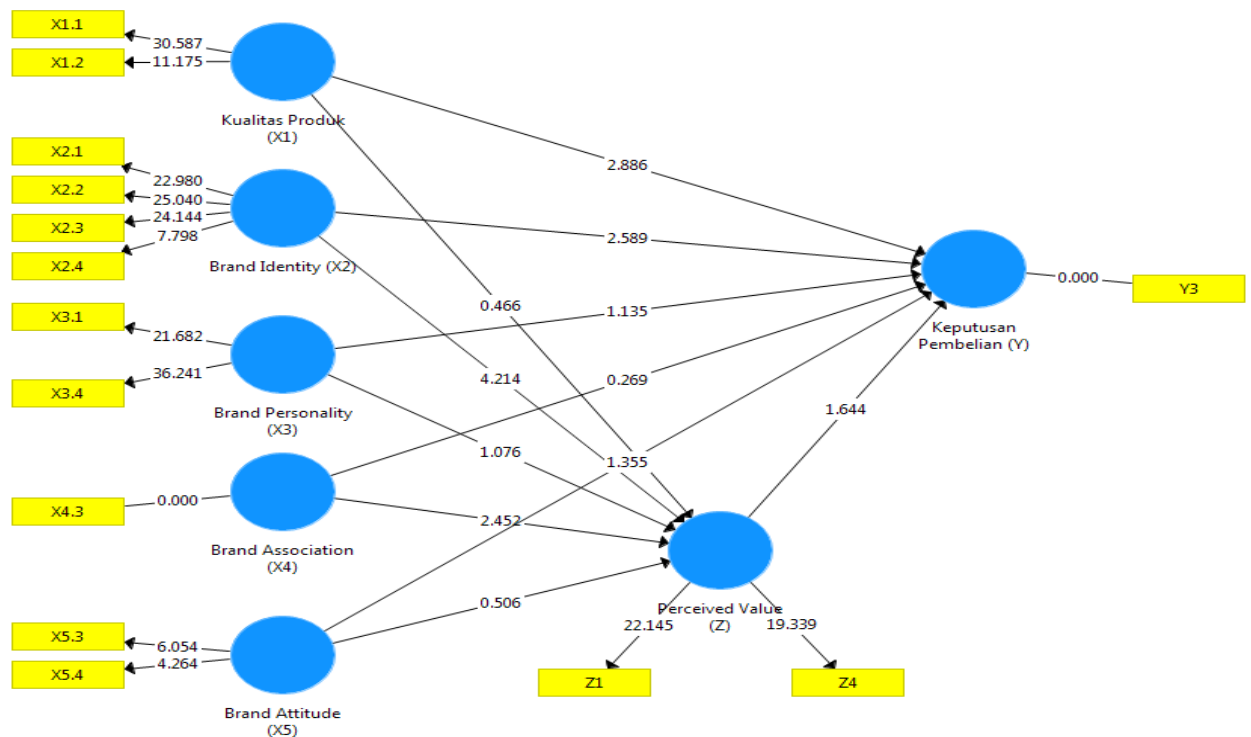 X1.1
30.587
X1.2
11.175
Kualitas Produk
(X1)
X2.1
22.980
X2.2
25.040
X2.3
24.144
7.798
X2.4
Brand Identity (X2)
X3.1
21.682
36.241
X3.4
Brand Personality
(X3)
X4.3
0.000
Brand Association
(X4)
X5.3
6.054
X5.4
4.264
Brand Attitude
(X5)
2.886
2.589
0.466
1.135
4.214
0.269
1.076
1.355
2.452
0.506
1.644
Keputusan
Pembelian (Y)
0.000
Y3
Perceived Value
(Z)
22.145
19.339
Z1
Z4